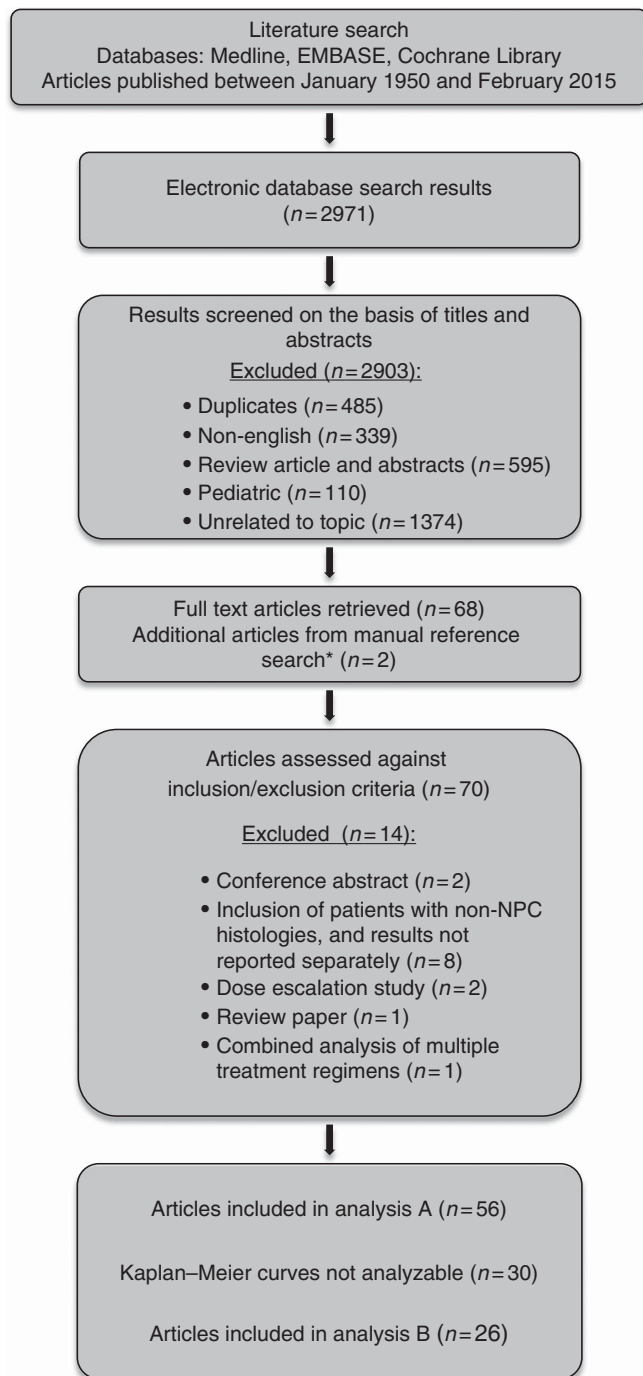 Literature search
Databases: Medline, EMBASE, Cochrane Library
Articles published between January 1950 and February 2015
Electronic database search results
(n=2971)
Results screened on the basis of titles and
abstracts
Excluded (n=2903):
• Duplicates (n=485)
• Non-english (n=339)
• Review article and abstracts (n=595)
• Pediatric (n=110)
• Unrelated to topic (n=1374)
Full text articles retrieved (n=68)
Additional articles from manual reference
search* (n=2)
Articles assessed against
inclusion/exclusion criteria (n=70)
Excluded (n=14):
• Conference abstract (n=2)
• Inclusion of patients with non-NPC
histologies, and results not
reported separately (n=8)
• Dose escalation study (n=2)
• Review paper (n=1)
• Combined analysis of multiple
treatment regimens (n=1)
Articles included in analysis A (n=56)
Kaplan–Meier curves not analyzable (n=30)
Articles included in analysis B (n=26)